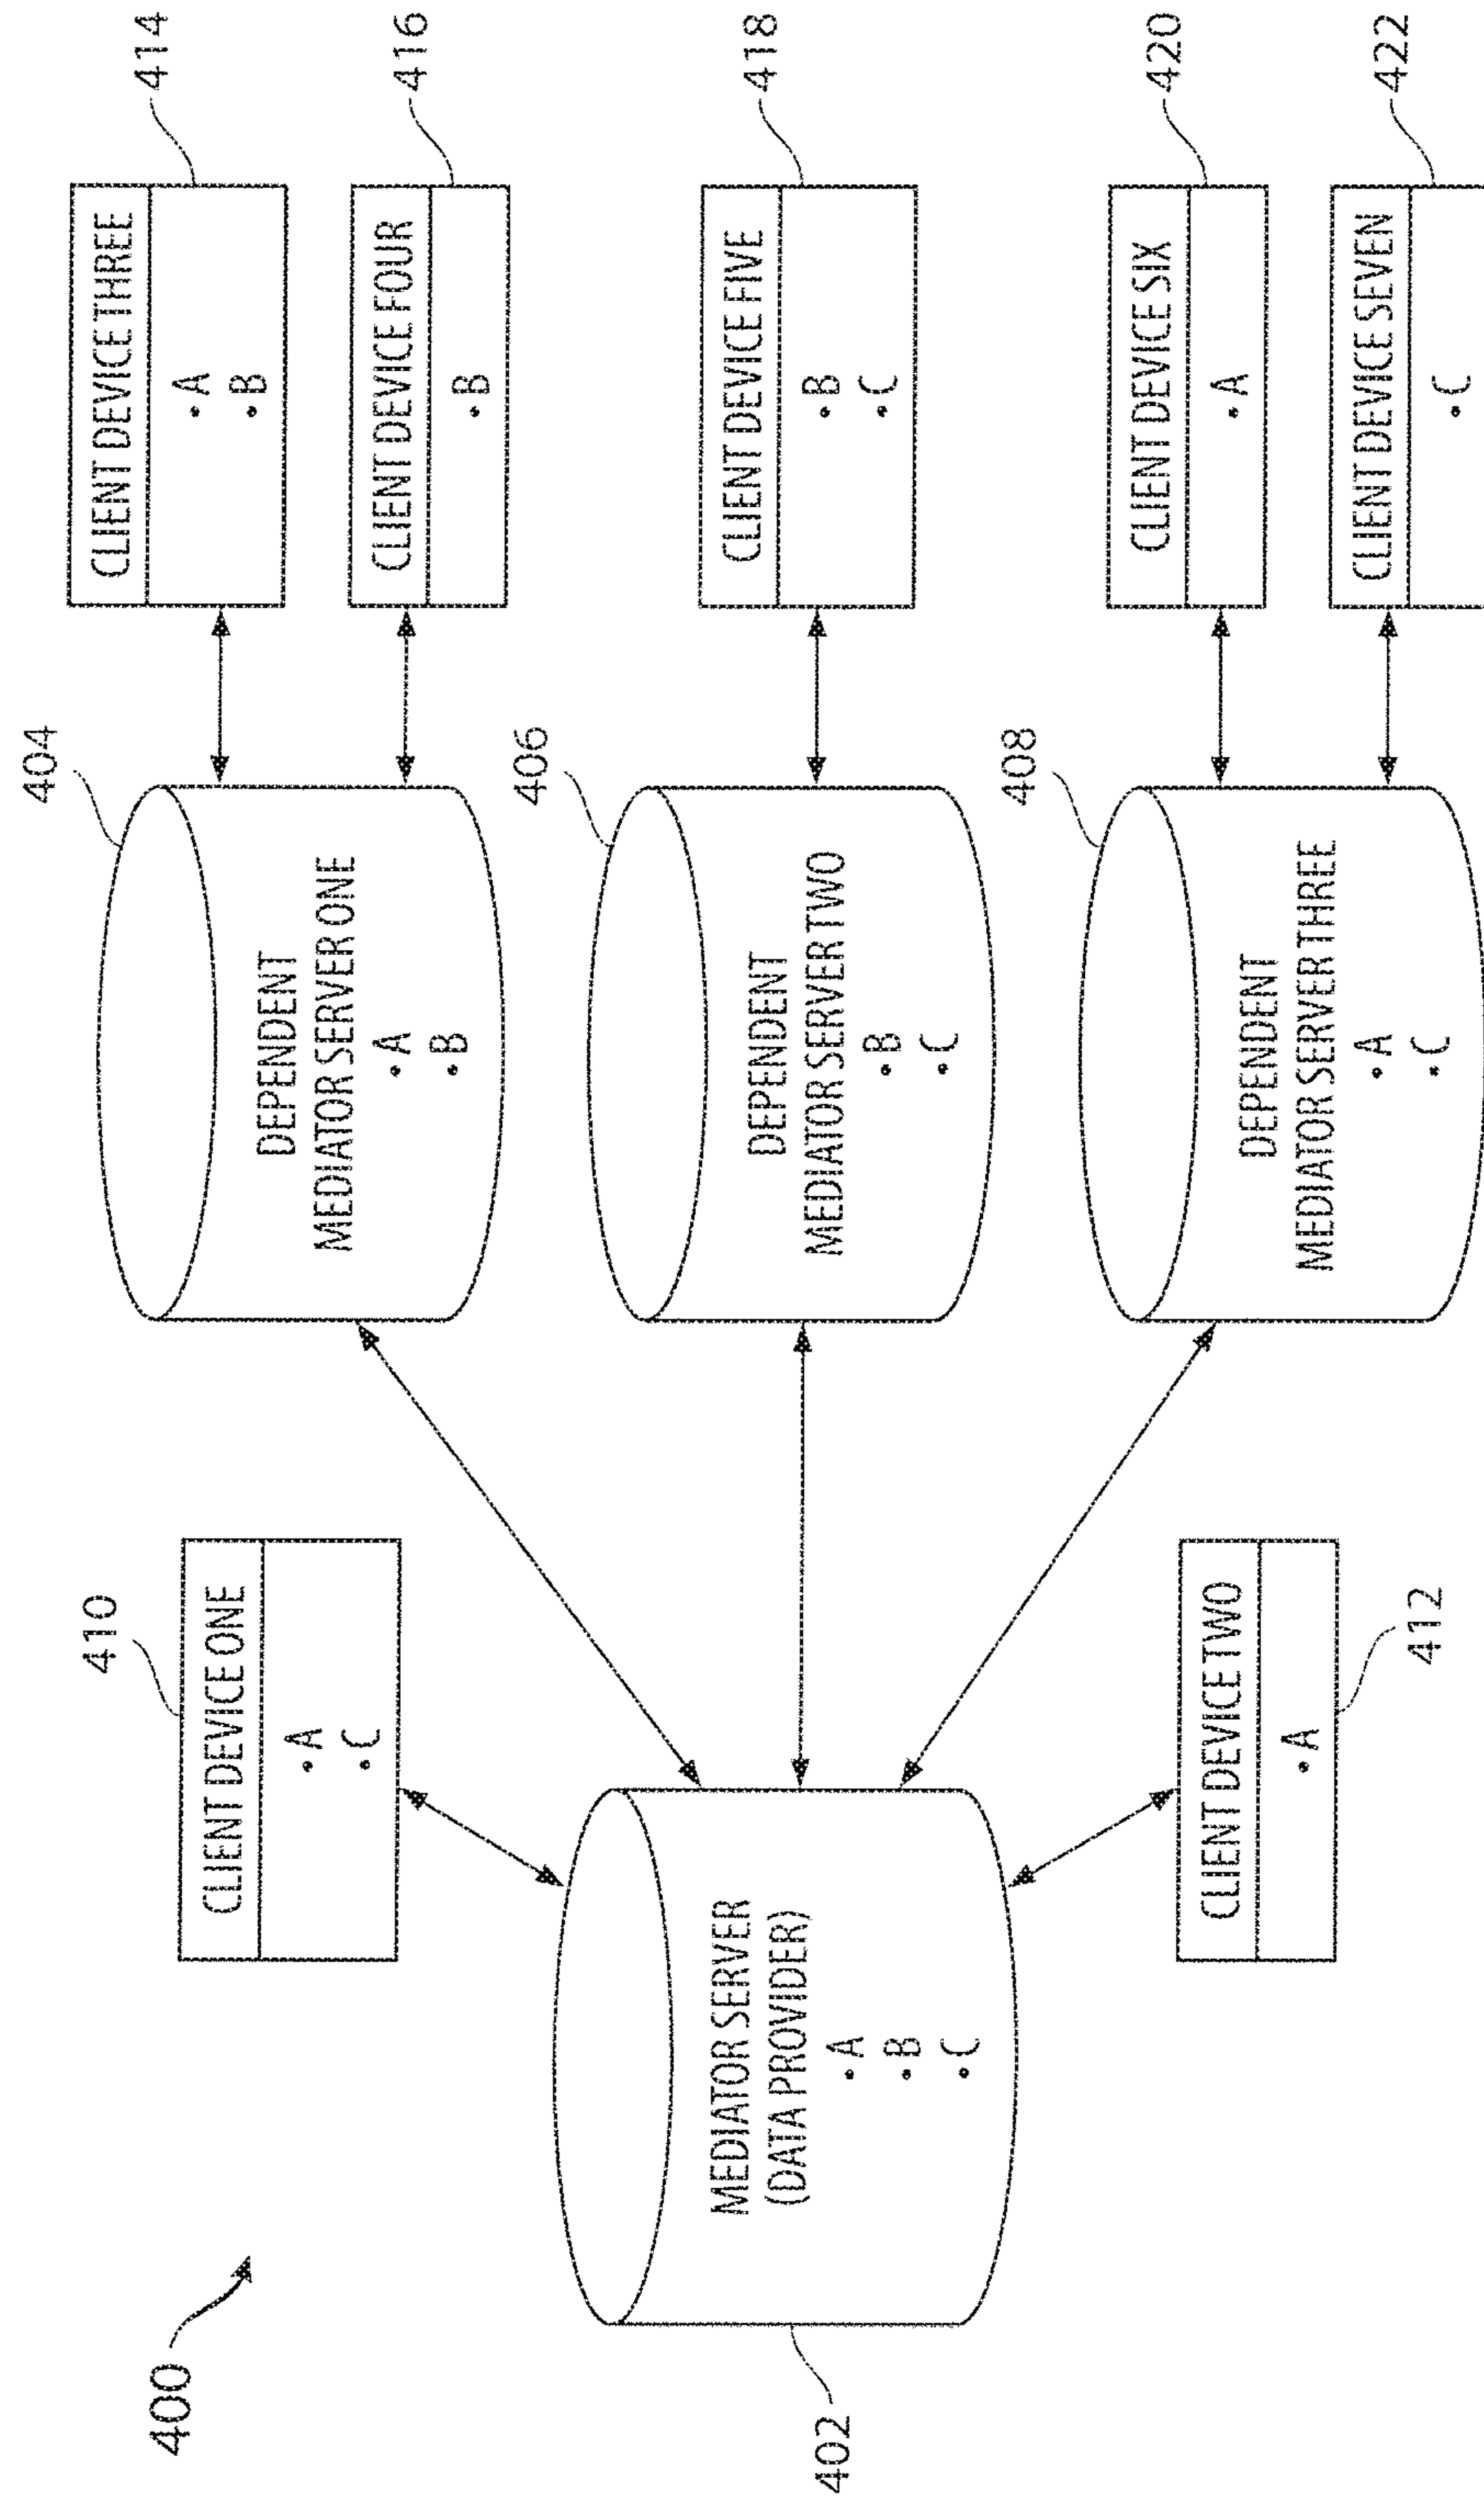 400
402
MEDIATOR SERVER
(DATA PROVIDER)
•A
•B
•C
410
CLIENT DEVICE ONE
•A
•C
CLIENT DEVICE TWO
•A
412
404
DEPENDENT
MEDIATOR SERVER ONE
•A
•B
406
DEPENDENT
MEDIATOR SERVER TWO
•B
•C
408
DEPENDENT
MEDIATOR SERVER THREE
•A
•C
CLIENT DEVICE THREE
•A
•B
414
CLIENT DEVICE FOUR
•B
416
CLIENT DEVICE FIVE
•B
•C
418
CLIENT DEVICE SIX
•A
420
CLIENT DEVICE SEVEN
•C
422